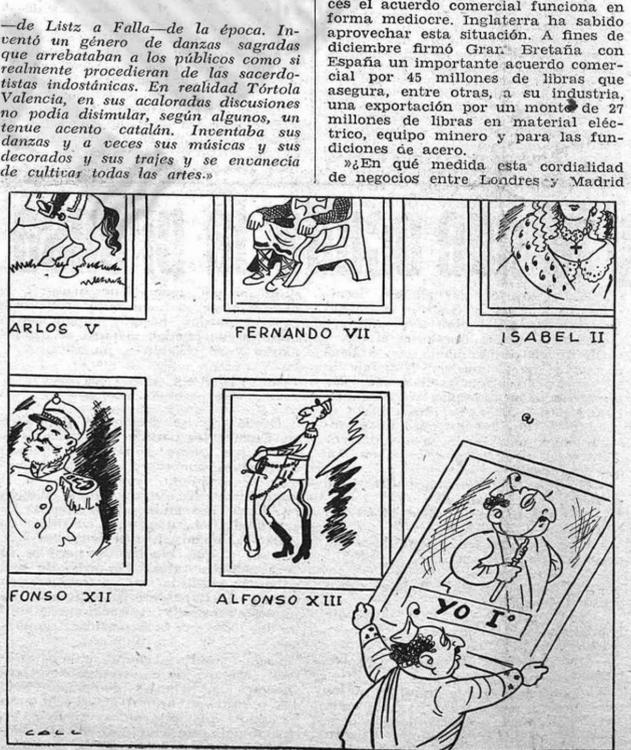 —de Listz a Falla—de la época. In-
ventó un género de danzas sagradas
que arrebataban a los públicos como si
realmente procedieran de las sacerdo-
tistas indostánicas. En realidad Tórtola
Valencia, en sus acaloradas discusiones
no podía disimular, según algunos, un
tenue acento catalán. Inventaba sus
danzas y a veces sus músicas y sus
decorados y sus trajes y se envanecía
de cultivar todas las artes.»
ces el acuerdo comercial funciona en
forma mediocre. Inglaterra ha sabido
aprovechar esta situación. A fines de
diciembre firmó Gran Bretaña con
España un importante acuerdo comer-
cial por 45 millones de libras que
asegura, entre otras, a su industria,
una exportación por un monto de 27
millones de libras en material eléc-
trico, equipo minero y para las fun-
diciones de acero.
»¿En qué medida esta cordialidad
de negocios entre Londres y Madrid
ARLOS V
FERNANDO VII
ISABEL II
FONSO XII
ALFONSO XIII
YO Iº
CALL